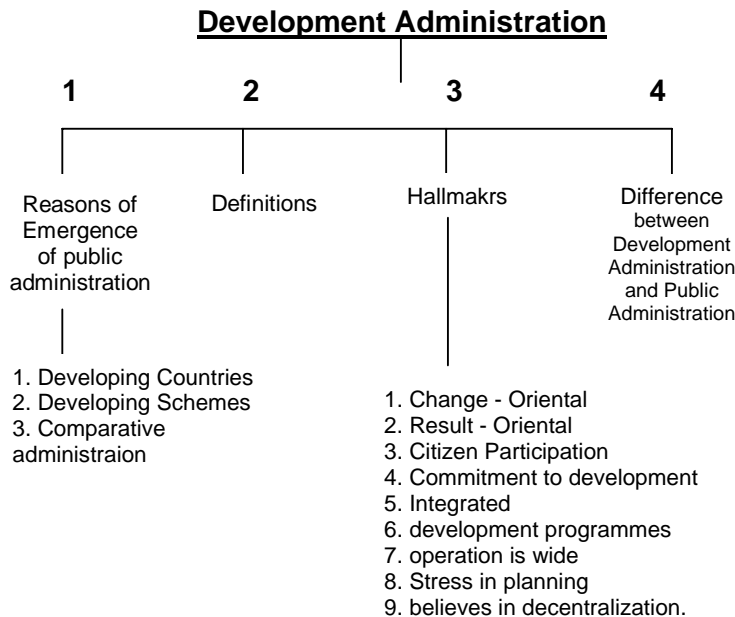 Development Administration
1
2
3
4
Reasons of
Emergence
of public
administration
Definitions
Hallmakrs
Difference
between
Development
Administration
and Public
Administration
1. Developing Countries
2. Developing Schemes
3. Comparative
administraion
1. Change - Oriental
2. Result - Oriental
3. Citizen Participation
4. Commitment to development
5. Integrated
6. development programmes
7. operation is wide
8. Stress in planning
9. believes in decentralization.